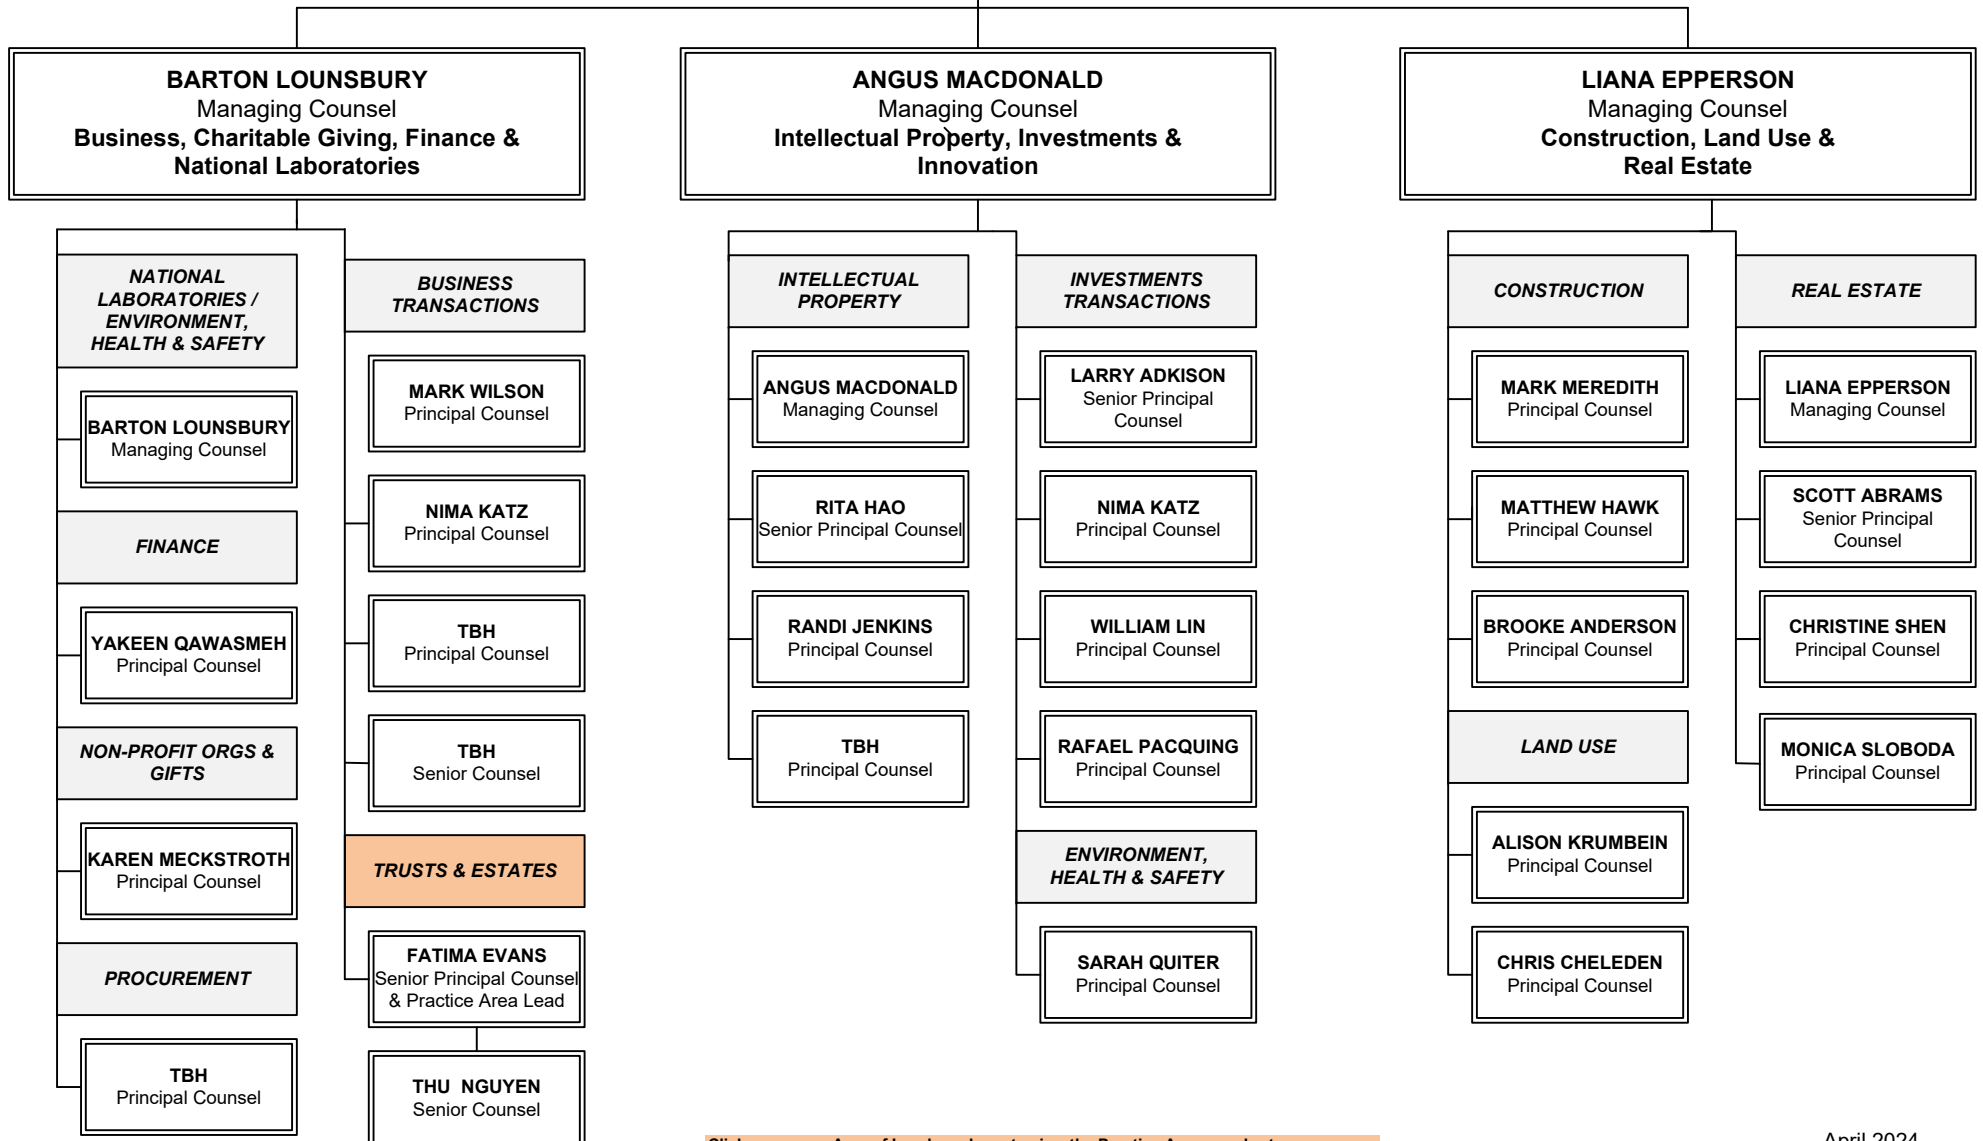 BARTON LOUNSBURY
Managing Counsel
Business, Charitable Giving, Finance &
National Laboratories
NATIONAL
LABORATORIES /
ENVIRONMENT,
HEALTH & SAFETY
BARTON LOUNSBURY
Managing Counsel
FINANCE
YAKEEN QAWASMEH
Principal Counsel
NON-PROFIT ORGS &
GIFTS
KAREN MECKSTROTH
Principal Counsel
PROCUREMENT
TBH
Principal Counsel
BUSINESS
TRANSACTIONS
MARK WILSON
Principal Counsel
NIMA KATZ
Principal Counsel
TBH
Principal Counsel
TBH
Senior Counsel
TRUSTS & ESTATES
FATIMA EVANS
Senior Principal Counsel
& Practice Area Lead
THU NGUYEN
Senior Counsel
ANGUS MACDONALD
Managing Counsel
Intellectual Property, Investments &
Innovation
INTELLECTUAL
PROPERTY
ANGUS MACDONALD
Managing Counsel
RITA HAO
Senior Principal Counsel
RANDI JENKINS
Principal Counsel
TBH
Principal Counsel
INVESTMENTS
TRANSACTIONS
LARRY ADKISON
Senior Principal
Counsel
NIMA KATZ
Principal Counsel
WILLIAM LIN
Principal Counsel
RAFAEL PACQUING
Principal Counsel
ENVIRONMENT,
HEALTH & SAFETY
SARAH QUITER
Principal Counsel
LIANA EPPERSON
Managing Counsel
Construction, Land Use &
Real Estate
CONSTRUCTION
MARK MEREDITH
Principal Counsel
MATTHEW HAWK
Principal Counsel
BROOKE ANDERSON
Principal Counsel
LAND USE
ALISON KRUMBEIN
Principal Counsel
CHRIS CHELEDEN
Principal Counsel
REAL ESTATE
LIANA EPPERSON
Managing Counsel
SCOTT ABRAMS
Senior Principal
Counsel
CHRISTINE SHEN
Principal Counsel
MONICA SLOBODA
Principal Counsel
April 2024